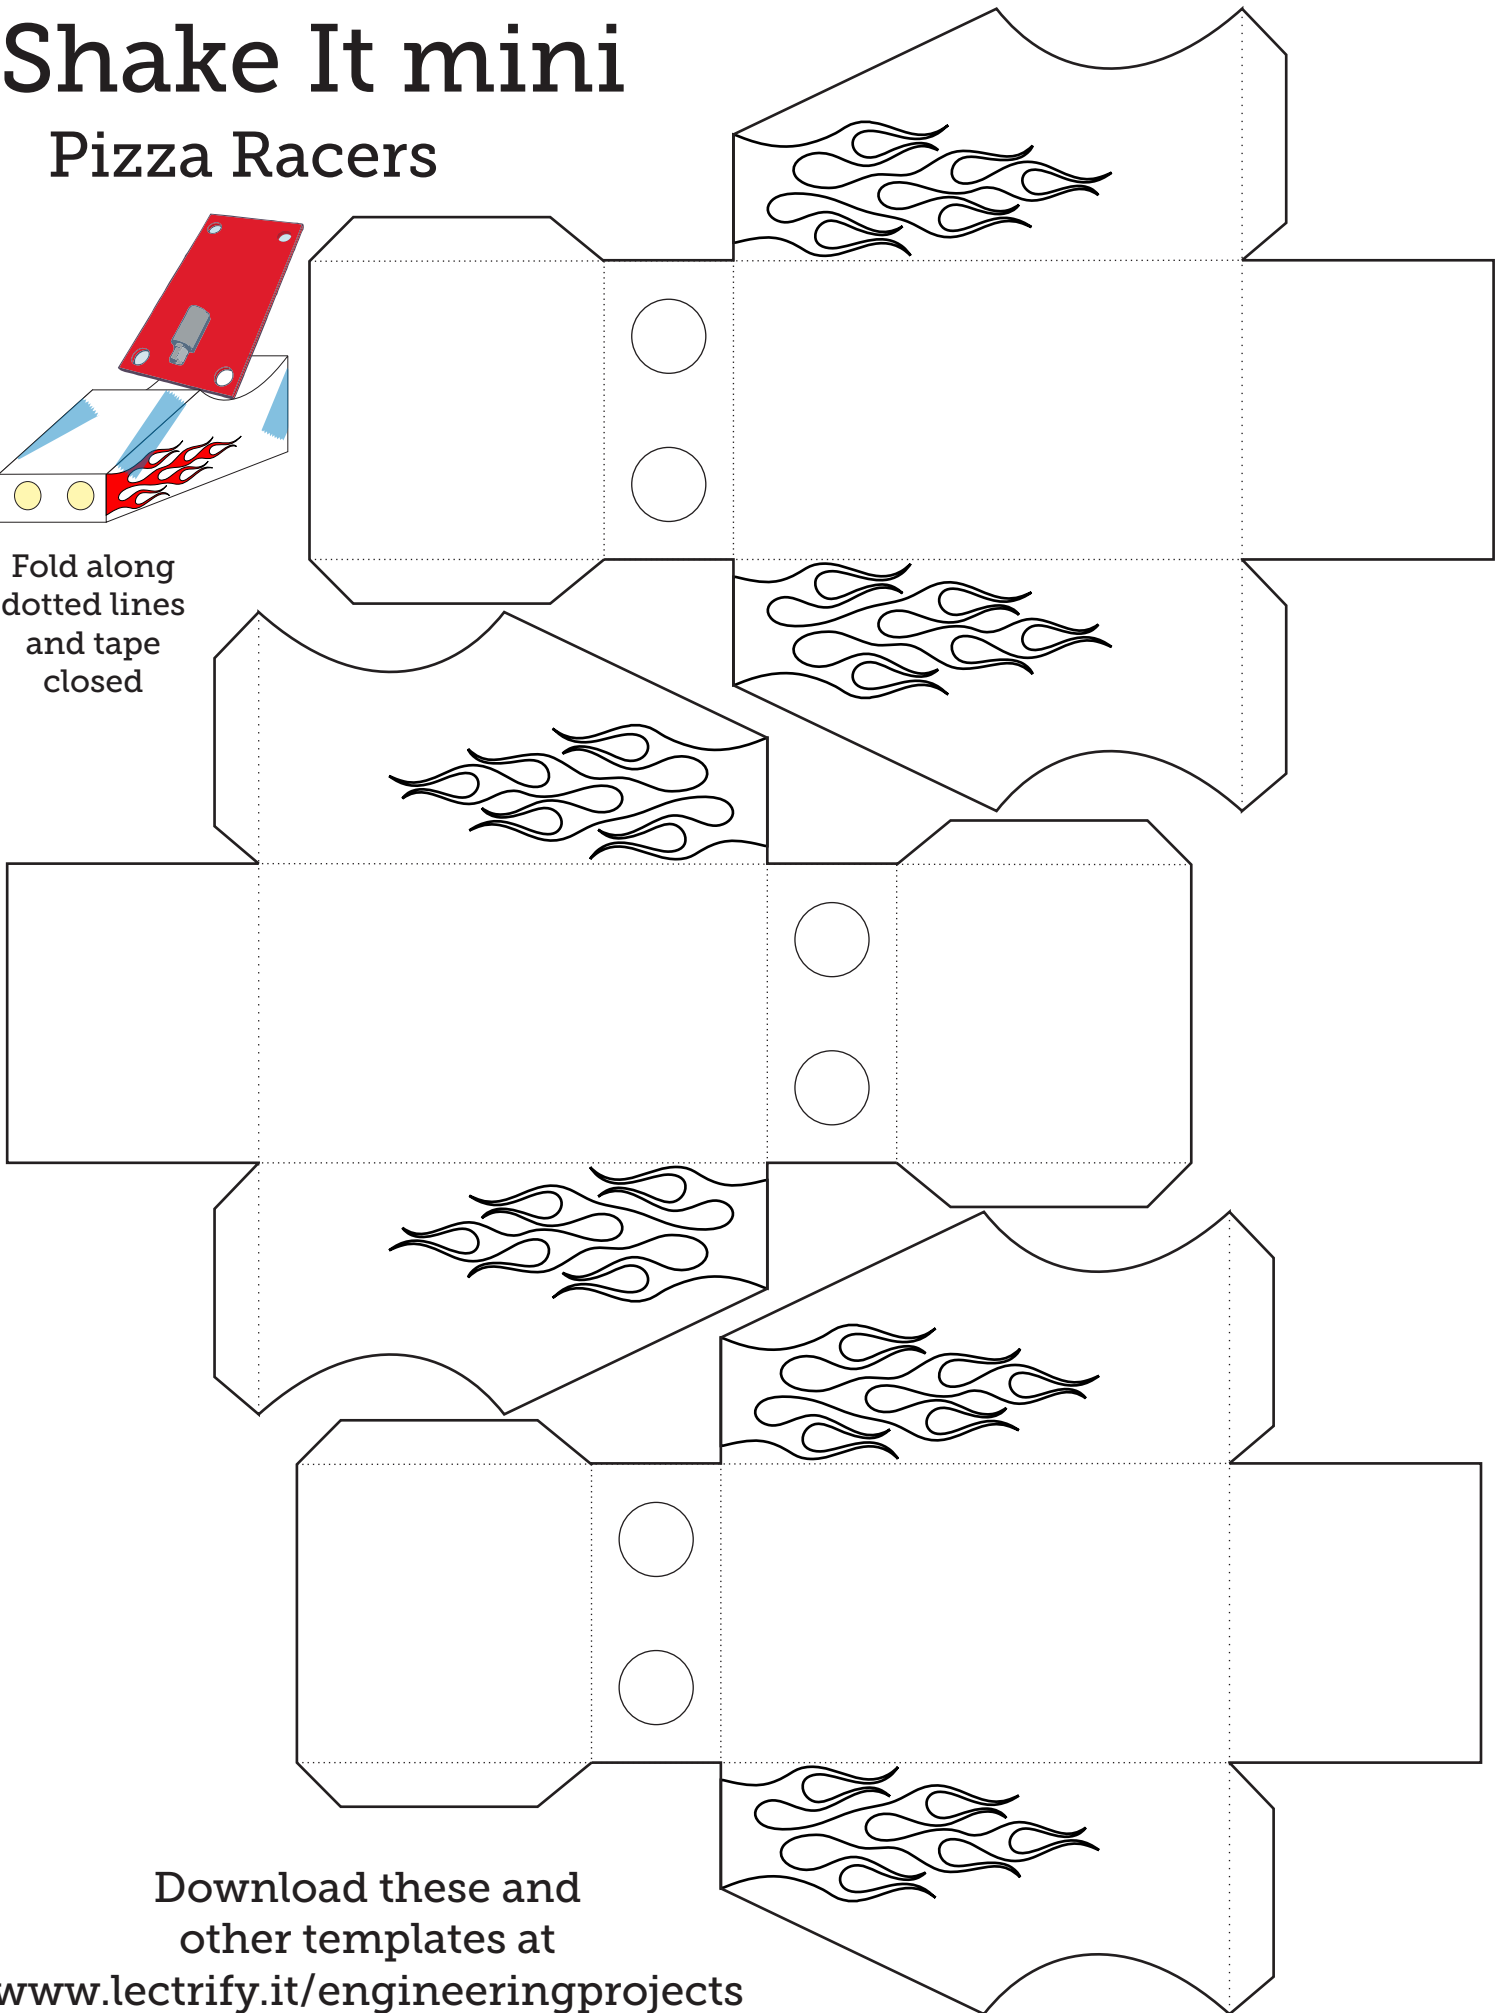 Shake It mini
Pizza Racers
Fold along
dotted lines
and tape
closed
Download these and
other templates at
www.lectrify.it/engineeringprojects